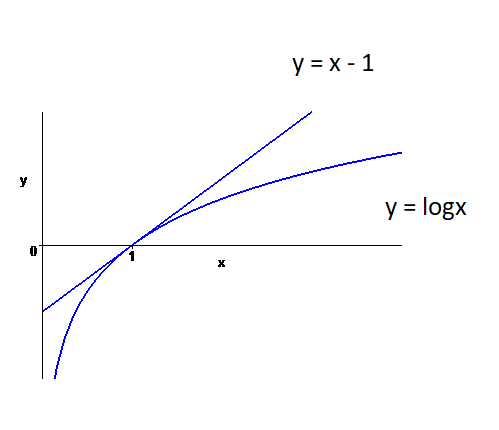 y = x - 1
y
y = logx
0
1
x